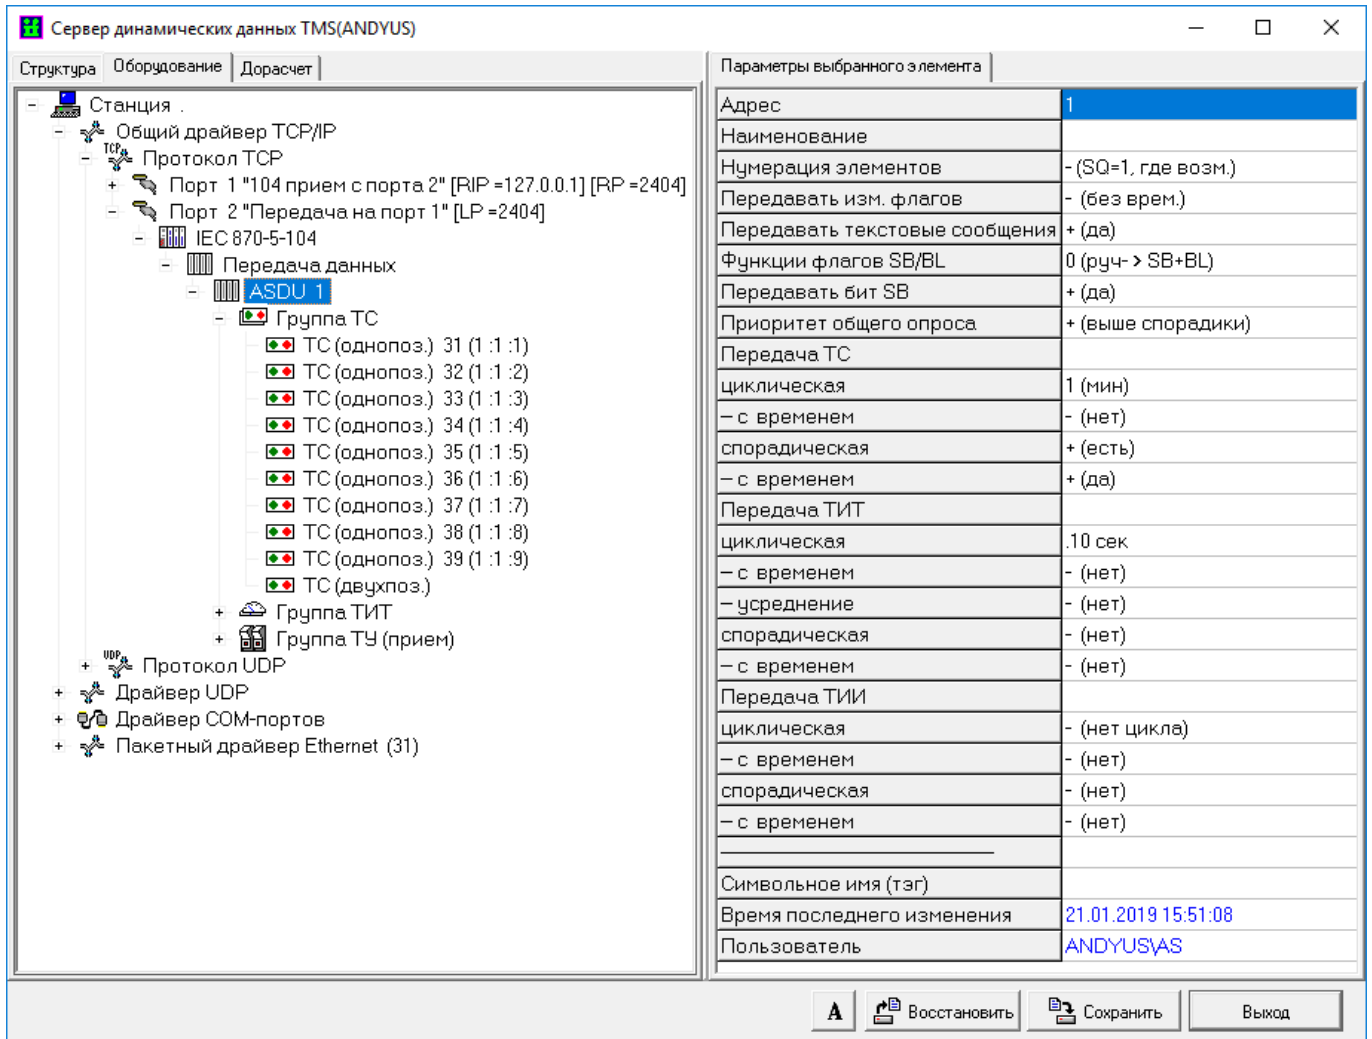 Сервер динамических данных TMS(ANDYUS)
Структура Оборудование Дорасчет
Станция .
Общий драйвер TCP/IP
TCP
Протокол TCP
Порт 1 "104 прием с порта 2" [RIP =127.0.0.1] [RP =2404]
Порт 2 "Передача на порт 1" [LP =2404]
IEC 870-5-104
Передача данных
ASDU 1
Группа ТС
ТС (однопоз.) 31 (1 :1 :1)
ТС (однопоз.) 32 (1 :1 :2)
ТС (однопоз.) 33 (1 :1 :3)
ТС (однопоз.) 34 (1 :1 :4)
ТС (однопоз.) 35 (1 :1 :5)
ТС (однопоз.) 36 (1 :1 :6)
ТС (однопоз.) 37 (1 :1 :7)
ТС (однопоз.) 38 (1 :1 :8)
ТС (однопоз.) 39 (1 :1 :9)
ТС (двухпоз.)
Группа ТИТ
Группа ТУ (прием)
UDP
Протокол UDP
Драйвер UDP
Драйвер COM-портов
Пакетный драйвер Ethernet (31)
Параметры выбранного элемента
Адрес 1
Наименование
Нумерация элементов - (SQ=1, где возм.)
Передавать изм. флагов - (без врем.)
Передавать текстовые сообщения + (да)
Функции флагов SB/BL 0 (руч-> SB+BL)
Передавать бит SB + (да)
Приоритет общего опроса + (выше спорадики)
Передача ТС
циклическая 1 (мин)
— с временем - (нет)
спорадическая + (есть)
— с временем + (да)
Передача ТИТ
циклическая .10 сек
— с временем - (нет)
— усреднение - (нет)
спорадическая - (нет)
— с временем - (нет)
Передача ТИИ
циклическая - (нет цикла)
— с временем - (нет)
спорадическая - (нет)
— с временем - (нет)
Символьное имя (тэг)
Время последнего изменения 21.01.2019 15:51:08
Пользователь ANDYUS\AS
A Восстановить Сохранить Выход